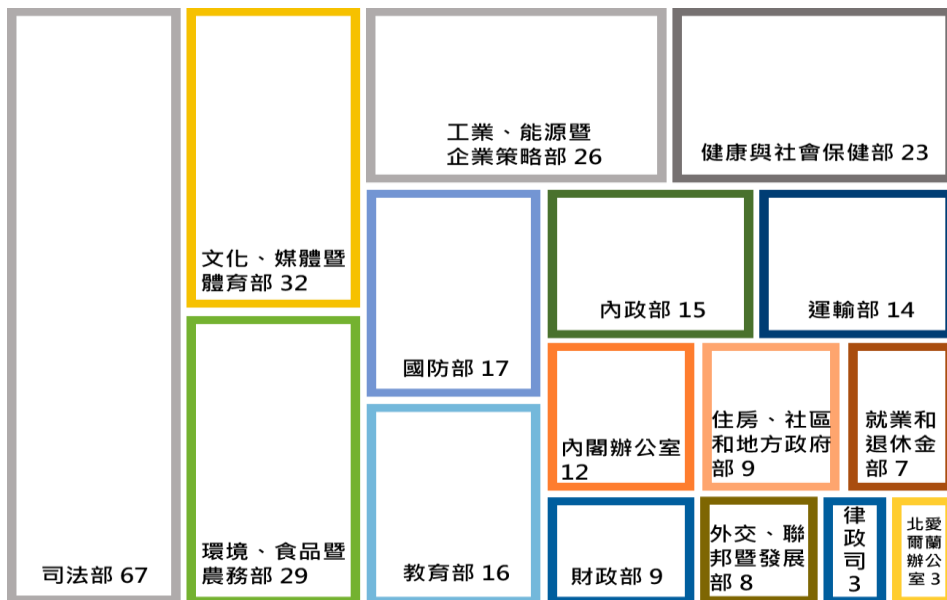 司法部 67
文化、媒體暨
體育部 32
環境、食品暨
農務部 29
工業、能源暨
企業策略部 26
健康與社會保健部 23
國防部 17
教育部 16
內政部 15
運輸部 14
內閣辦公室
12
住房、社區
和地方政府
部 9
就業和
退休金
部 7
財政部 9
外交、聯
邦暨發展
部 8
律
政
司
3
北愛
爾蘭
辦公
室 3